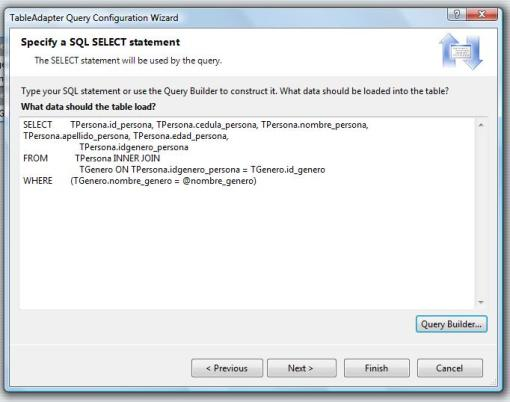 TableAdapter Query Configuration Wizard
Specify a SQL SELECT statement
The SELECT statement will be used by the query.
Type your SQL statement or use the Query Builder to construct it. What data should be loaded into the table?
What data should the table load?
SELECT TPersona.id_persona, TPersona.cedula_persona, TPersona.nombre_persona,
TPersona.apellido_persona, TPersona.edad_persona,
TPersona.idgenero_persona
FROM TPersona INNER JOIN
TGenero ON TPersona.idgenero_persona = TGenero.id_genero
WHERE (TGenero.nombre_genero = @nombre_genero)
Query Builder...
< Previous Next > Finish Cancel